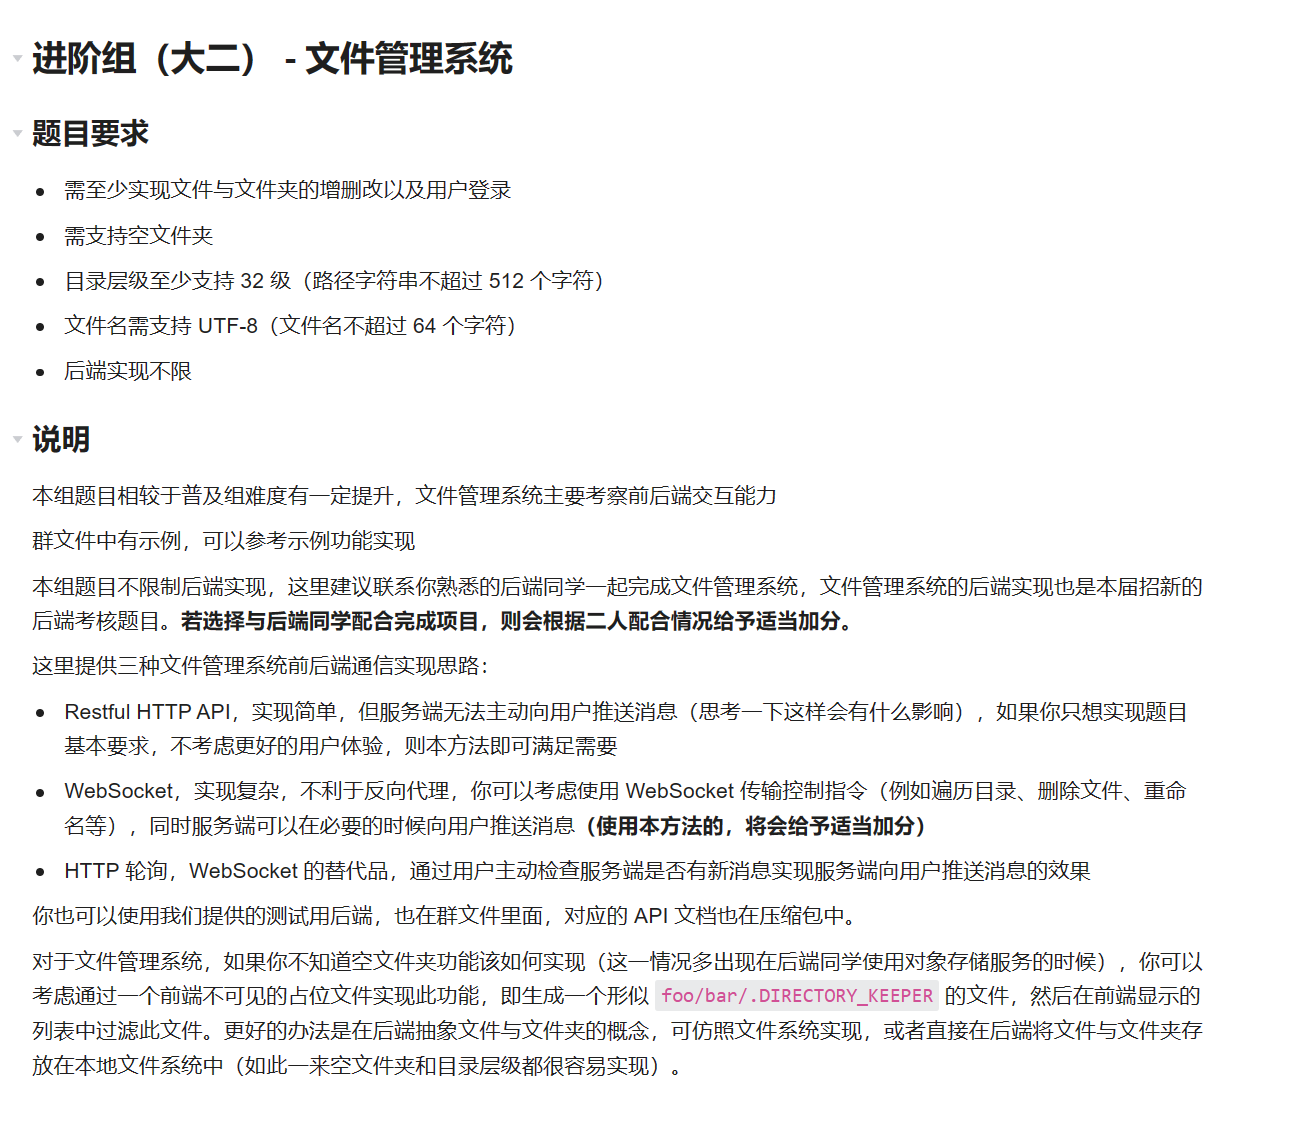 进阶组（大二） - 文件管理系统
题目要求
需至少实现文件与文件夹的增删改以及用户登录
需支持空文件夹
目录层级至少支持 32 级（路径字符串不超过 512 个字符）
文件名需支持 UTF-8（文件名不超过 64 个字符）
后端实现不限
说明
本组题目相较于普及组难度有一定提升，文件管理系统主要考察前后端交互能力
群文件中有示例，可以参考示例功能实现
本组题目不限制后端实现，这里建议联系你熟悉的后端同学一起完成文件管理系统，文件管理系统的后端实现也是本届招新的
后端考核题目。若选择与后端同学配合完成项目，则会根据二人配合情况给予适当加分。
这里提供三种文件管理系统前后端通信实现思路：
Restful HTTP API，实现简单，但服务端无法主动向用户推送消息（思考一下这样会有什么影响），如果你只想实现题目
基本要求，不考虑更好的用户体验，则本方法即可满足需要
WebSocket，实现复杂，不利于反向代理，你可以考虑使用 WebSocket 传输控制指令（例如遍历目录、删除文件、重命
名等），同时服务端可以在必要的时候向用户推送消息（使用本方法的，将会给予适当加分）
HTTP 轮询，WebSocket 的替代品，通过用户主动检查服务端是否有新消息实现服务端向用户推送消息的效果
你也可以使用我们提供的测试用后端，也在群文件里面，对应的 API 文档也在压缩包中。
对于文件管理系统，如果你不知道空文件夹功能该如何实现（这一情况多出现在后端同学使用对象存储服务的时候），你可以
考虑通过一个前端不可见的占位文件实现此功能，即生成一个形似 foo/bar/.DIRECTORY_KEEPER 的文件，然后在前端显示的
列表中过滤此文件。更好的办法是在后端抽象文件与文件夹的概念，可仿照文件系统实现，或者直接在后端将文件与文件夹存
放在本地文件系统中（如此一来空文件夹和目录层级都很容易实现）。